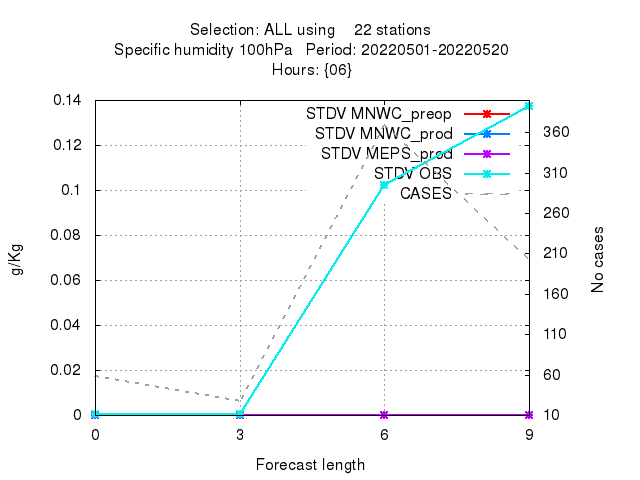 Selection: ALL using    22 stations
Specific humidity 100hPa   Period: 20220501-20220520
Hours: {06}
STDV MNWC_preop
STDV MNWC_prod
STDV MEPS_prod
STDV OBS
CASES
g/Kg
0.14
0.12
0.1
0.08
0.06
0.04
0.02
0
No cases
360
310
260
210
160
110
60
10
0 3 6 9
Forecast length